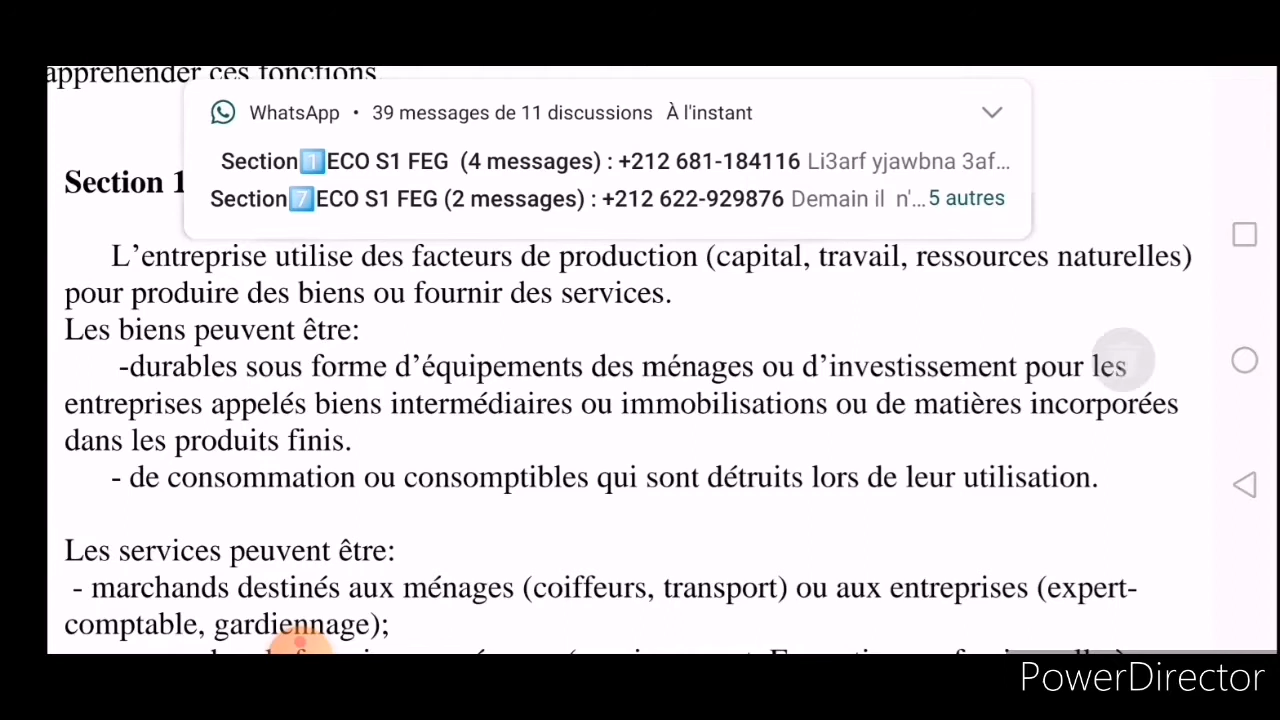 appréhender ces fonctions
WhatsApp • 39 messages de 11 discussions À l'instant
Section 1️⃣ ECO S1 FEG (4 messages) : +212 681-184116 Li3arf yjawbna 3af...
Section 1
Section 7️⃣ ECO S1 FEG (2 messages) : +212 622-929876 Demain il n'... 5 autres
L'entreprise utilise des facteurs de production (capital, travail, ressources naturelles)
pour produire des biens ou fournir des services.
Les biens peuvent être:
-durables sous forme d'équipements des ménages ou d'investissement pour les
entreprises appelés biens intermédiaires ou immobilisations ou de matières incorporées
dans les produits finis.
- de consommation ou consomptibles qui sont détruits lors de leur utilisation.
Les services peuvent être:
- marchands destinés aux ménages (coiffeurs, transport) ou aux entreprises (expert-
comptable, gardiennage);
PowerDirector